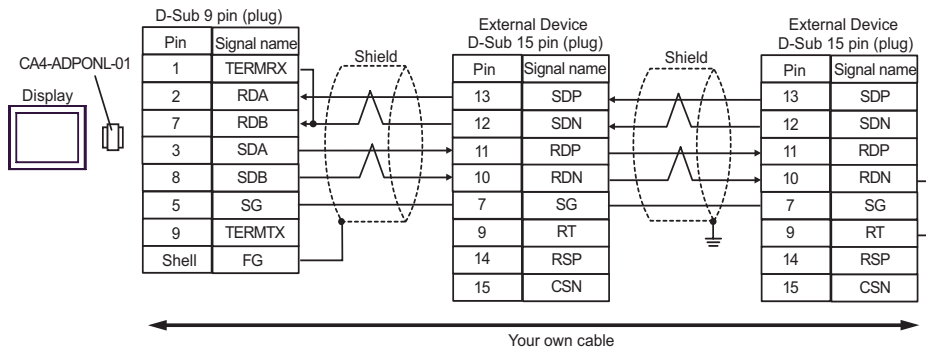 D-Sub 9 pin (plug)
External Device
D-Sub 15 pin (plug)
External Device
D-Sub 15 pin (plug)
CA4-ADPONL-01
Display
Shield
Shield
Pin Signal name
1 TERMRX
2 RDA
7 RDB
3 SDA
8 SDB
5 SG
9 TERMTX
Shell FG
Pin Signal name
13 SDP
12 SDN
11 RDP
10 RDN
7 SG
9 RT
14 RSP
15 CSN
Pin Signal name
13 SDP
12 SDN
11 RDP
10 RDN
7 SG
9 RT
14 RSP
15 CSN
Your own cable